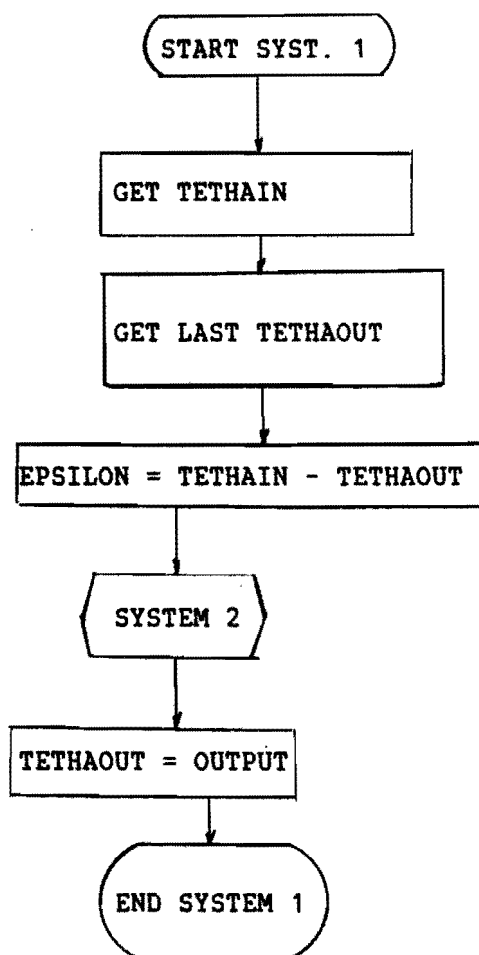 START SYST. 1
GET TETHAIN
GET LAST TETHAOUT
EPSILON = TETHAIN - TETHAOUT
SYSTEM 2
TETHAOUT = OUTPUT
END SYSTEM 1